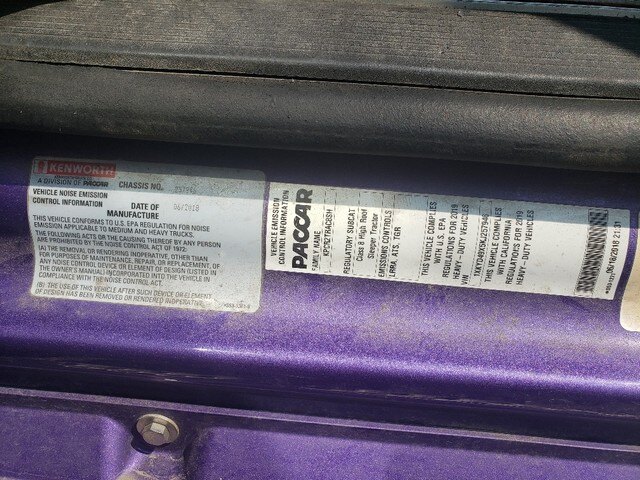 KENWORTH
A DIVISION OF PACCAR
CHASSIS NO.
VEHICLE NOISE EMISSION
CONTROL INFORMATION
DATE OF
MANUFACTURE
06/2018
THIS VEHICLE CONFORMS TO U.S. EPA REGULATION FOR NOISE
EMISSION APPLICABLE TO MEDIUM AND HEAVY TRUCKS.
THE FOLLOWING ACTS OR THE CAUSING THEREOF BY ANY PERSON
ARE PROHIBITED BY THE NOISE CONTROL ACT OF 1972:
(A) THE REMOVAL OR RENDERING INOPERATIVE, OTHER THAN
FOR PURPOSES OF MAINTENANCE, REPAIR, OR REPLACEMENT, OF
ANY NOISE CONTROL DEVICE OR ELEMENT OF DESIGN (LISTED IN
THE OWNER'S MANUAL) INCORPORATED INTO THE VEHICLE IN
COMPLIANCE WITH THE NOISE CONTROL ACT.
(B) THE USE OF THIS VEHICLE AFTER SUCH DEVICE OR ELEMENT
OF DESIGN HAS BEEN REMOVED OR RENDERED INOPERATIVE.
VEHICLE EMISSION
CONTROL INFORMATION
PACCAR
FAMILY NAME
REGULATORY SUBCAT
Class 8 High Roof
Sleeper Tractor
EMISSIONS CONTROLS
LRRA, ATS, TGR
THIS VEHICLE COMPLIES
WITH U.S. EPA
REGULATIONS FOR 2019
HEAVY-DUTY VEHICLES
VIN
THIS VEHICLE COMPLIES
WITH CALIFORNIA
REGULATIONS FOR 2019
HEAVY-DUTY VEHICLES